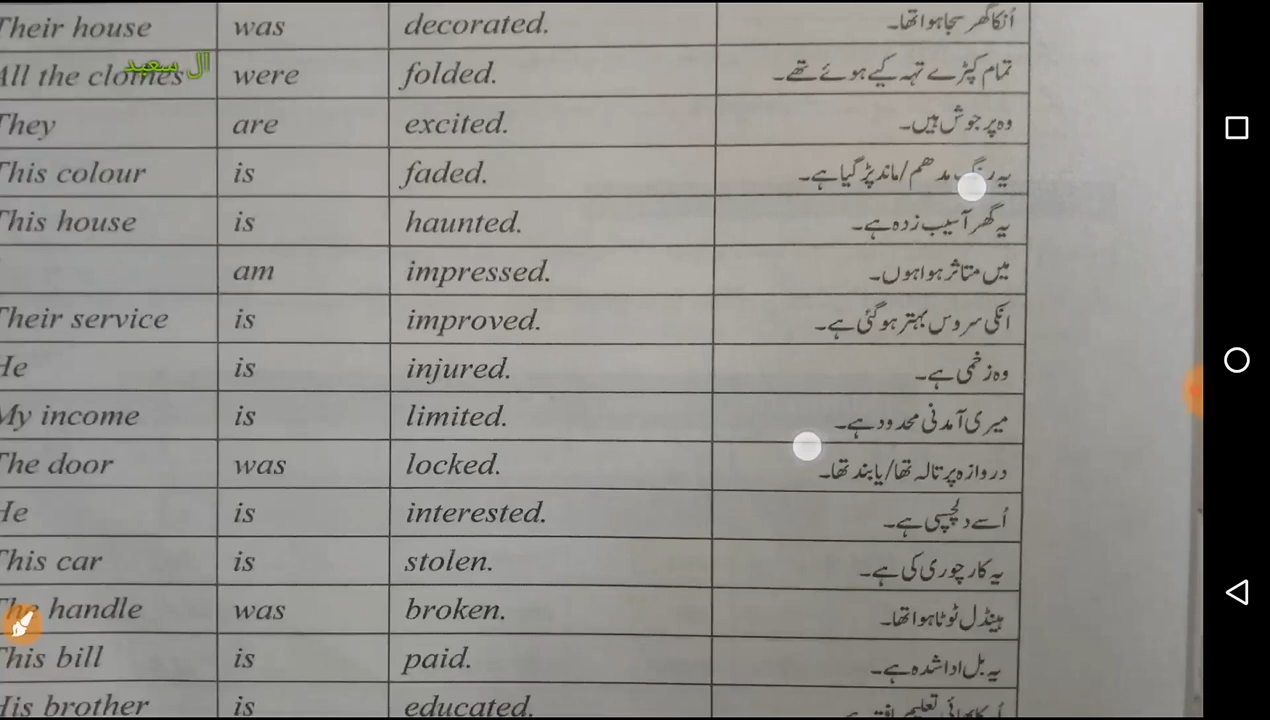 Their house was decorated. اُنکا گھر سجا ہوا تھا۔
ال سعید
All the clothes were folded. تمام کپڑے تہہ کیے ہوئے تھے۔
They are excited. وہ پرجوش ہیں۔
This colour is faded. یہ رنگ مدھم/ماند پڑ گیا ہے۔
This house is haunted. یہ گھر آسیب زدہ ہے۔
am impressed. میں متاثر ہوا ہوں۔
Their service is improved. انکی سروس بہتر ہو گئی ہے۔
He is injured. وہ زخمی ہے۔
My income is limited. میری آمدنی محدود ہے۔
The door was locked. دروازہ پر تالہ تھا/یا بند تھا۔
He is interested. اُسے دلچسپی ہے۔
This car is stolen. یہ کار چوری کی ہے۔
The handle was broken. ہینڈل ٹوٹا ہوا تھا۔
This bill is paid. یہ بل ادا شدہ ہے۔
His brother is educated.